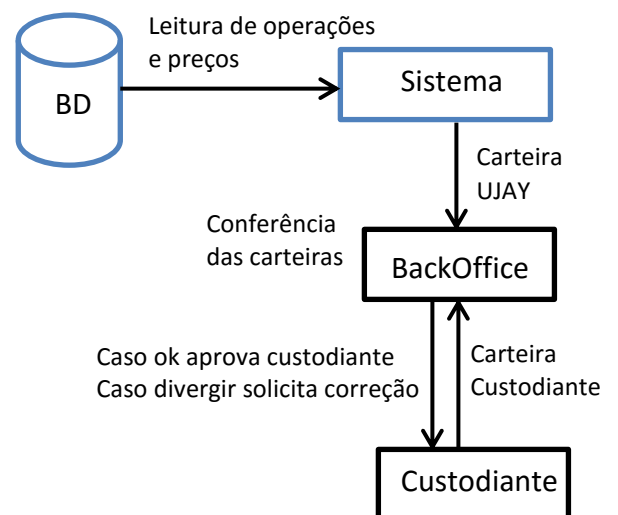 Leitura de operações
e preços
BD
Sistema
Carteira
UJAY
Conferência
das carteiras
BackOffice
Caso ok aprova custodiante
Caso divergir solicita correção
Carteira
Custodiante
Custodiante